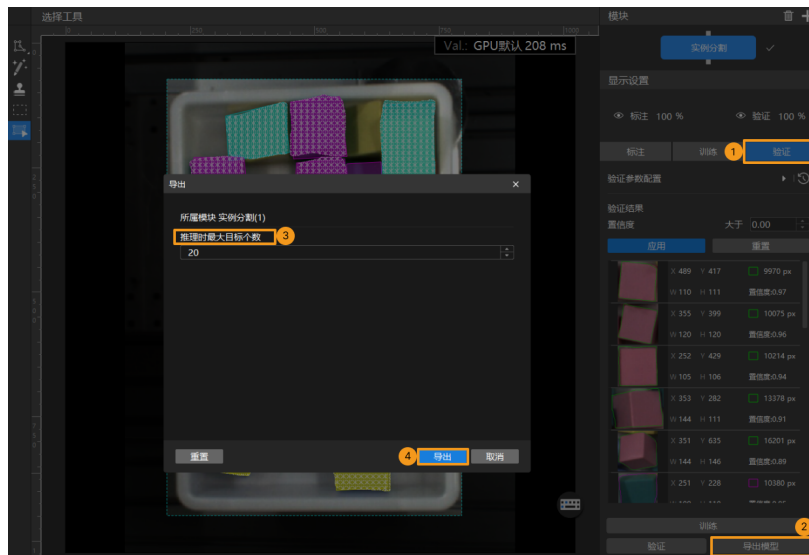 选择工具
模块
0 250 500 750 1000
Val.: GPU默认 208 ms
实例分割
显示设置
标注 100 % 验证 100 %
标注 训练 1 验证
验证参数配置
验证结果
置信度 大于 0.00
应用 重置
导出
所属模块 实例分割(1)
推理时最大目标个数 3
20
重置 4 导出 取消
X 489 Y 417 9970 px
W 110 H 111 置信度:0.97
X 355 Y 399 10075 px
W 120 H 120 置信度:0.96
X 252 Y 429 10214 px
W 105 H 106 置信度:0.94
X 353 Y 282 13378 px
W 144 H 111 置信度:0.91
X 351 Y 635 16201 px
W 144 H 146 置信度:0.89
X 251 Y 228 10380 px
训练
2
验证 导出模型